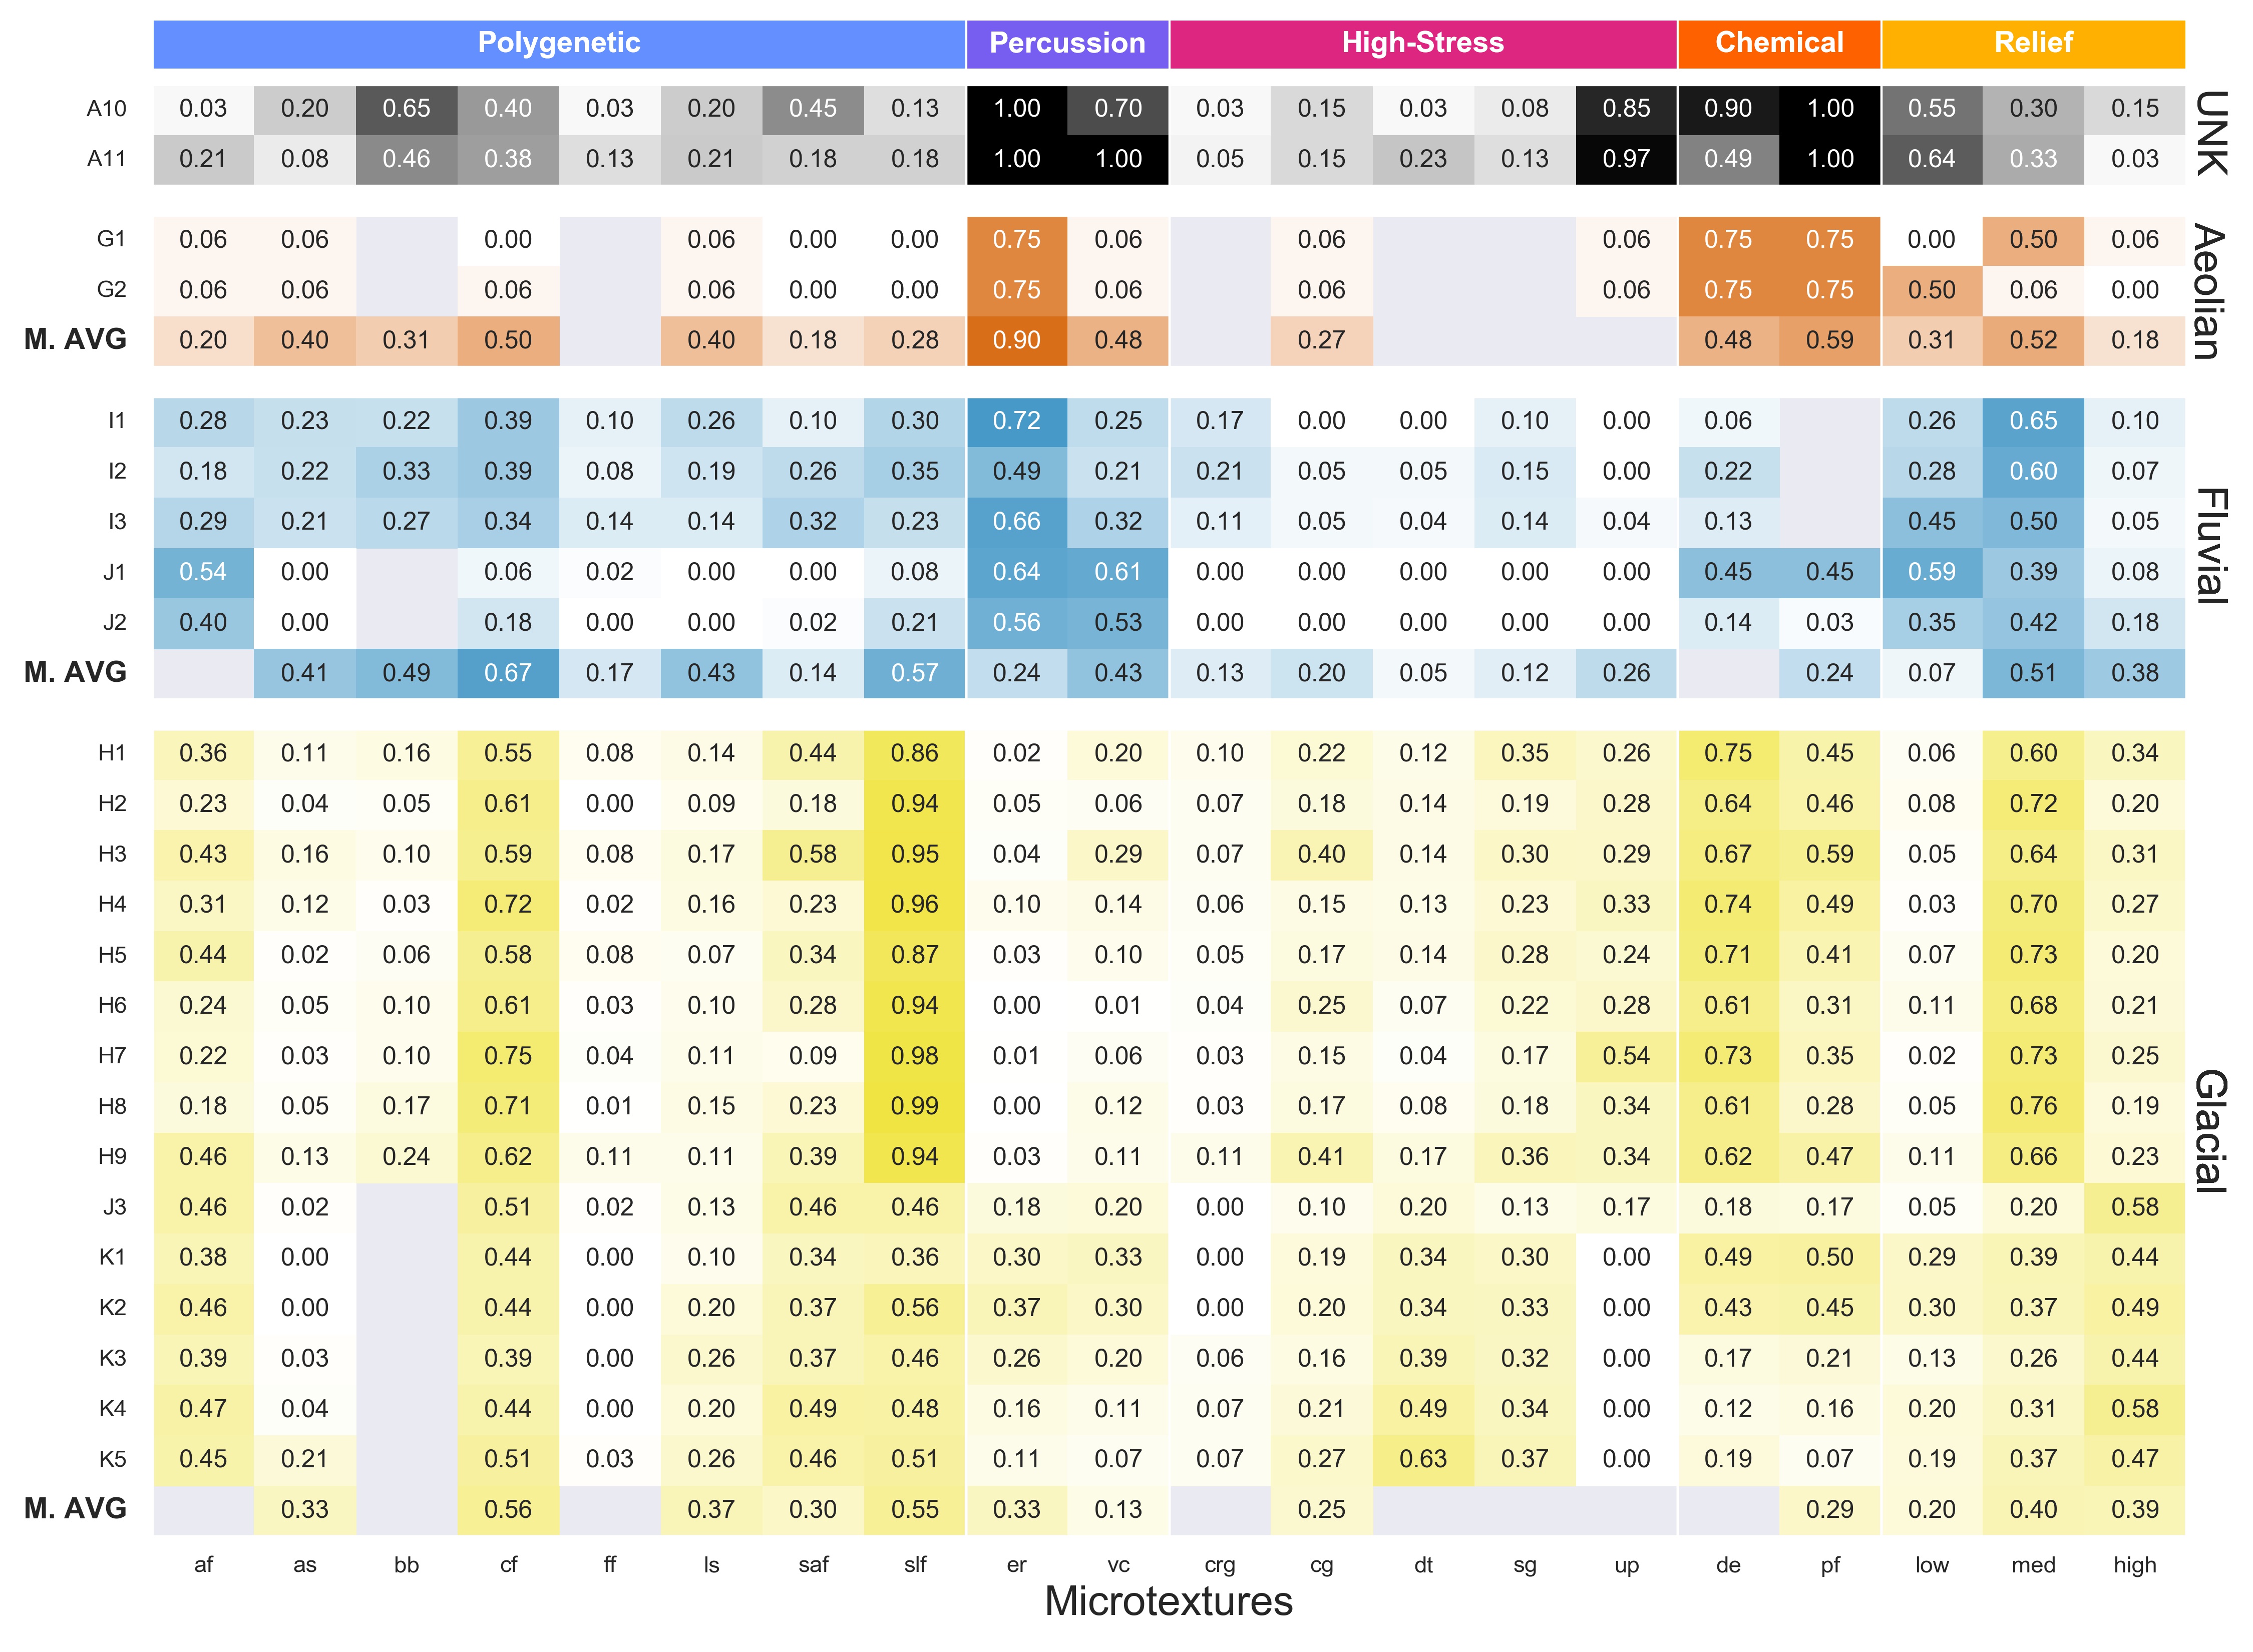 Polygenetic Percussion High-Stress Chemical Relief
A10 0.03 0.20 0.65 0.40 0.03 0.20 0.45 0.13 1.00 0.70 0.03 0.15 0.03 0.08 0.85 0.90 1.00 0.55 0.30 0.15
A11 0.21 0.08 0.46 0.38 0.13 0.21 0.18 0.18 1.00 1.00 0.05 0.15 0.23 0.13 0.97 0.49 1.00 0.64 0.33 0.03
UNK
G1 0.06 0.06 0.00 0.06 0.00 0.00 0.75 0.06 0.06 0.06 0.75 0.75 0.00 0.50 0.06
G2 0.06 0.06 0.06 0.06 0.00 0.00 0.75 0.06 0.06 0.06 0.75 0.75 0.50 0.06 0.00
M. AVG 0.20 0.40 0.31 0.50 0.40 0.18 0.28 0.90 0.48 0.27 0.48 0.59 0.31 0.52 0.18
Aeolian
I1 0.28 0.23 0.22 0.39 0.10 0.26 0.10 0.30 0.72 0.25 0.17 0.00 0.00 0.10 0.00 0.06 0.26 0.65 0.10
I2 0.18 0.22 0.33 0.39 0.08 0.19 0.26 0.35 0.49 0.21 0.21 0.05 0.05 0.15 0.00 0.22 0.28 0.60 0.07
I3 0.29 0.21 0.27 0.34 0.14 0.14 0.32 0.23 0.66 0.32 0.11 0.05 0.04 0.14 0.04 0.13 0.45 0.50 0.05
J1 0.54 0.00 0.06 0.02 0.00 0.00 0.08 0.64 0.61 0.00 0.00 0.00 0.00 0.00 0.45 0.45 0.59 0.39 0.08
J2 0.40 0.00 0.18 0.00 0.00 0.02 0.21 0.56 0.53 0.00 0.00 0.00 0.00 0.00 0.14 0.03 0.35 0.42 0.18
M. AVG 0.41 0.49 0.67 0.17 0.43 0.14 0.57 0.24 0.43 0.13 0.20 0.05 0.12 0.26 0.24 0.07 0.51 0.38
Fluvial
H1 0.36 0.11 0.16 0.55 0.08 0.14 0.44 0.86 0.02 0.20 0.10 0.22 0.12 0.35 0.26 0.75 0.45 0.06 0.60 0.34
H2 0.23 0.04 0.05 0.61 0.00 0.09 0.18 0.94 0.05 0.06 0.07 0.18 0.14 0.19 0.28 0.64 0.46 0.08 0.72 0.20
H3 0.43 0.16 0.10 0.59 0.08 0.17 0.58 0.95 0.04 0.29 0.07 0.40 0.14 0.30 0.29 0.67 0.59 0.05 0.64 0.31
H4 0.31 0.12 0.03 0.72 0.02 0.16 0.23 0.96 0.10 0.14 0.06 0.15 0.13 0.23 0.33 0.74 0.49 0.03 0.70 0.27
H5 0.44 0.02 0.06 0.58 0.08 0.07 0.34 0.87 0.03 0.10 0.05 0.17 0.14 0.28 0.24 0.71 0.41 0.07 0.73 0.20
H6 0.24 0.05 0.10 0.61 0.03 0.10 0.28 0.94 0.00 0.01 0.04 0.25 0.07 0.22 0.28 0.61 0.31 0.11 0.68 0.21
H7 0.22 0.03 0.10 0.75 0.04 0.11 0.09 0.98 0.01 0.06 0.03 0.15 0.04 0.17 0.54 0.73 0.35 0.02 0.73 0.25
H8 0.18 0.05 0.17 0.71 0.01 0.15 0.23 0.99 0.00 0.12 0.03 0.17 0.08 0.18 0.34 0.61 0.28 0.05 0.76 0.19
H9 0.46 0.13 0.24 0.62 0.11 0.11 0.39 0.94 0.03 0.11 0.11 0.41 0.17 0.36 0.34 0.62 0.47 0.11 0.66 0.23
J3 0.46 0.02 0.51 0.02 0.13 0.46 0.46 0.18 0.20 0.00 0.10 0.20 0.13 0.17 0.18 0.17 0.05 0.20 0.58
K1 0.38 0.00 0.44 0.00 0.10 0.34 0.36 0.30 0.33 0.00 0.19 0.34 0.30 0.00 0.49 0.50 0.29 0.39 0.44
K2 0.46 0.00 0.44 0.00 0.20 0.37 0.56 0.37 0.30 0.00 0.20 0.34 0.33 0.00 0.43 0.45 0.30 0.37 0.49
K3 0.39 0.03 0.39 0.00 0.26 0.37 0.46 0.26 0.20 0.06 0.16 0.39 0.32 0.00 0.17 0.21 0.13 0.26 0.44
K4 0.47 0.04 0.44 0.00 0.20 0.49 0.48 0.16 0.11 0.07 0.21 0.49 0.34 0.00 0.12 0.16 0.20 0.31 0.58
K5 0.45 0.21 0.51 0.03 0.26 0.46 0.51 0.11 0.07 0.07 0.27 0.63 0.37 0.00 0.19 0.07 0.19 0.37 0.47
M. AVG 0.33 0.56 0.37 0.30 0.55 0.33 0.13 0.25 0.29 0.20 0.40 0.39
Glacial
af as bb cf ff ls saf slf er vc crg cg dt sg up de pf low med high
Microtextures